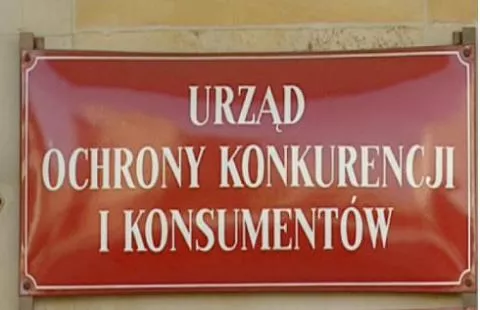 URZĄD
OCHRONY KONKURENCJI
I KONSUMENTÓW